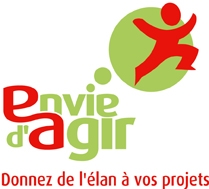 envie
d'agir
Donnez de l'élan à vos projets